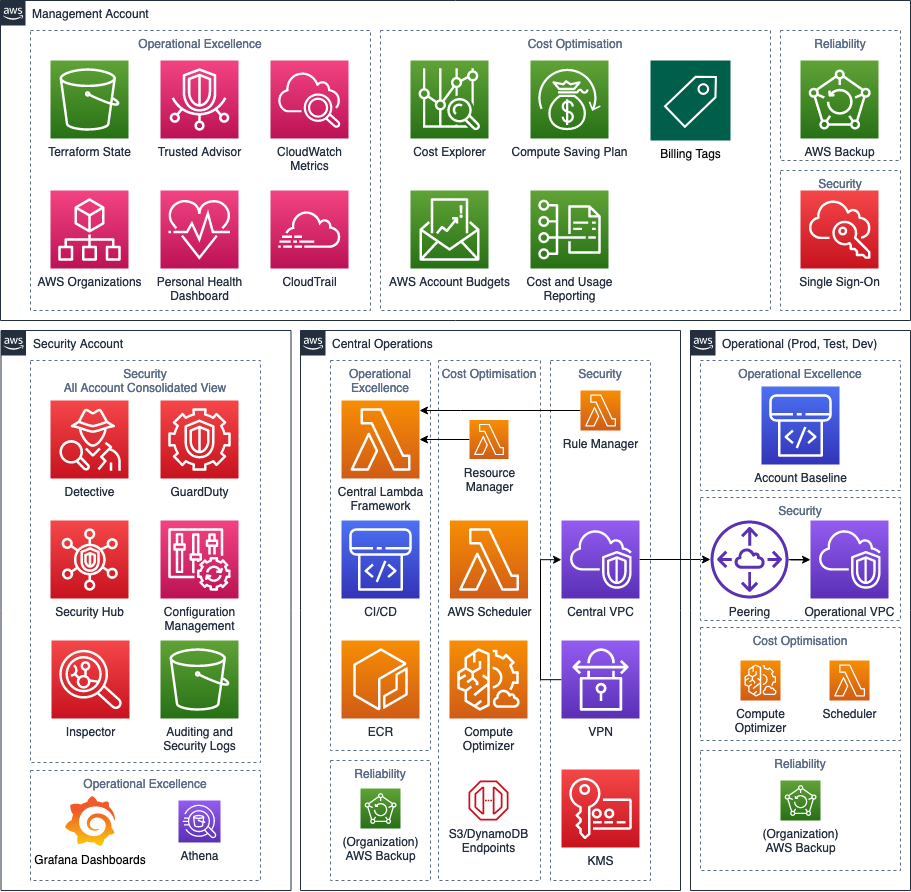 aws
Management Account
Operational Excellence
Terraform State
Trusted Advisor
CloudWatch
Metrics
AWS Organizations
Personal Health
Dashboard
CloudTrail
Cost Optimisation
Cost Explorer
Compute Saving Plan
Billing Tags
AWS Account Budgets
Cost and Usage
Reporting
Reliability
AWS Backup
Security
Single Sign-On
aws
Security Account
Security
All Account Consolidated View
Detective
GuardDuty
Security Hub
Configuration
Management
Inspector
Auditing and
Security Logs
Operational Excellence
Grafana Dashboards
Athena
aws
Central Operations
Operational
Excellence
Central Lambda
Framework
CI/CD
ECR
Reliability
(Organization)
AWS Backup
Cost Optimisation
Resource
Manager
AWS Scheduler
Compute
Optimizer
S3/DynamoDB
Endpoints
Security
Rule Manager
Central VPC
VPN
KMS
aws
Operational (Prod, Test, Dev)
Operational Excellence
Account Baseline
Security
Peering
Operational VPC
Cost Optimisation
Compute
Optimizer
Scheduler
Reliability
(Organization)
AWS Backup